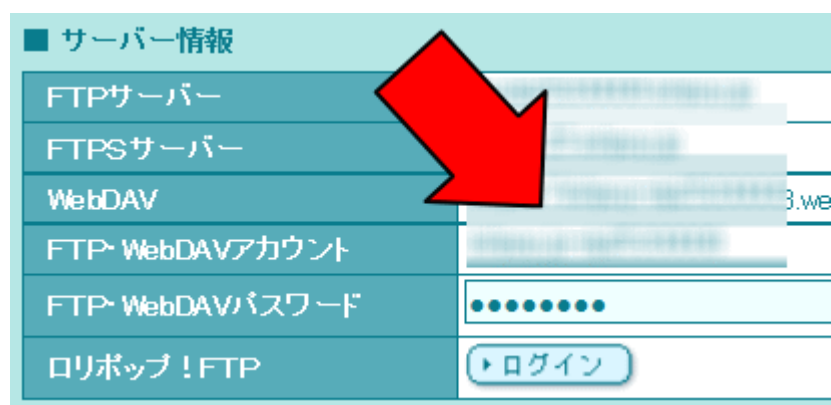 ■ サーバー情報
FTPサーバー
FTPSサーバー
WebDAV 3.we
FTP・WebDAVアカウント
FTP・WebDAVパスワード ●●●●●●●●
ロリポップ！FTP ログイン